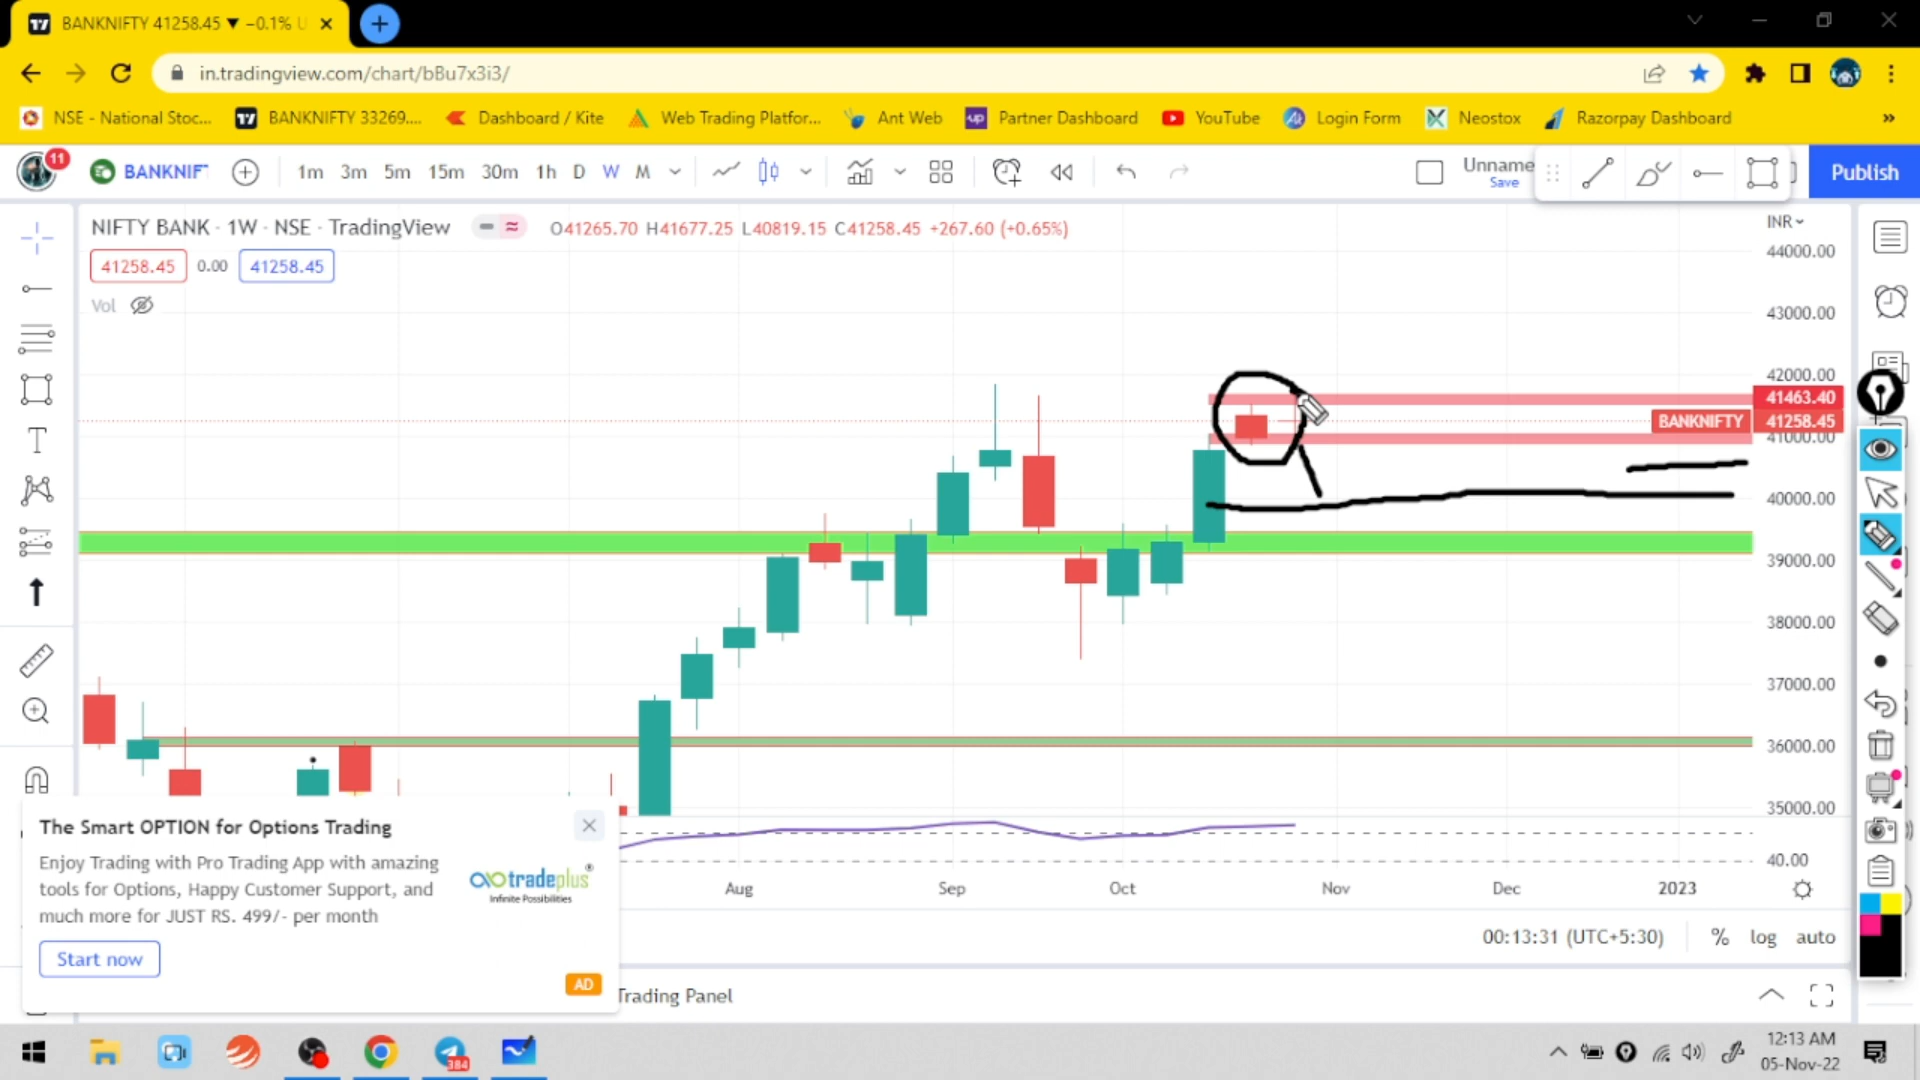 BANKNIFTY 41258.45 ▼ −0.1% U
in.tradingview.com/chart/bBu7x3i3/
NSE - National Stoc... BANKNIFTY 33269.... Dashboard / Kite Web Trading Platfor... Ant Web Partner Dashboard YouTube Login Form Neostox Razorpay Dashboard »
11 BANKNIF 1m 3m 5m 15m 30m 1h D W M Unname Save Publish
NIFTY BANK · 1W · NSE · TradingView O41265.70 H41677.25 L40819.15 C41258.45 +267.60 (+0.65%) INR
41258.45 0.00 41258.45
Vol
44000.00
43000.00
42000.00
41463.40
BANKNIFTY 41258.45
41000.00
40000.00
39000.00
38000.00
37000.00
36000.00
35000.00
40.00
Aug Sep Oct Nov Dec 2023
The Smart OPTION for Options Trading
Enjoy Trading with Pro Trading App with amazing
tools for Options, Happy Customer Support, and
much more for JUST RS. 499/- per month
tradeplus®
Infinite Possibilities
Start now
AD
00:13:31 (UTC+5:30) % log auto
Trading Panel
384
12:13 AM
05-Nov-22